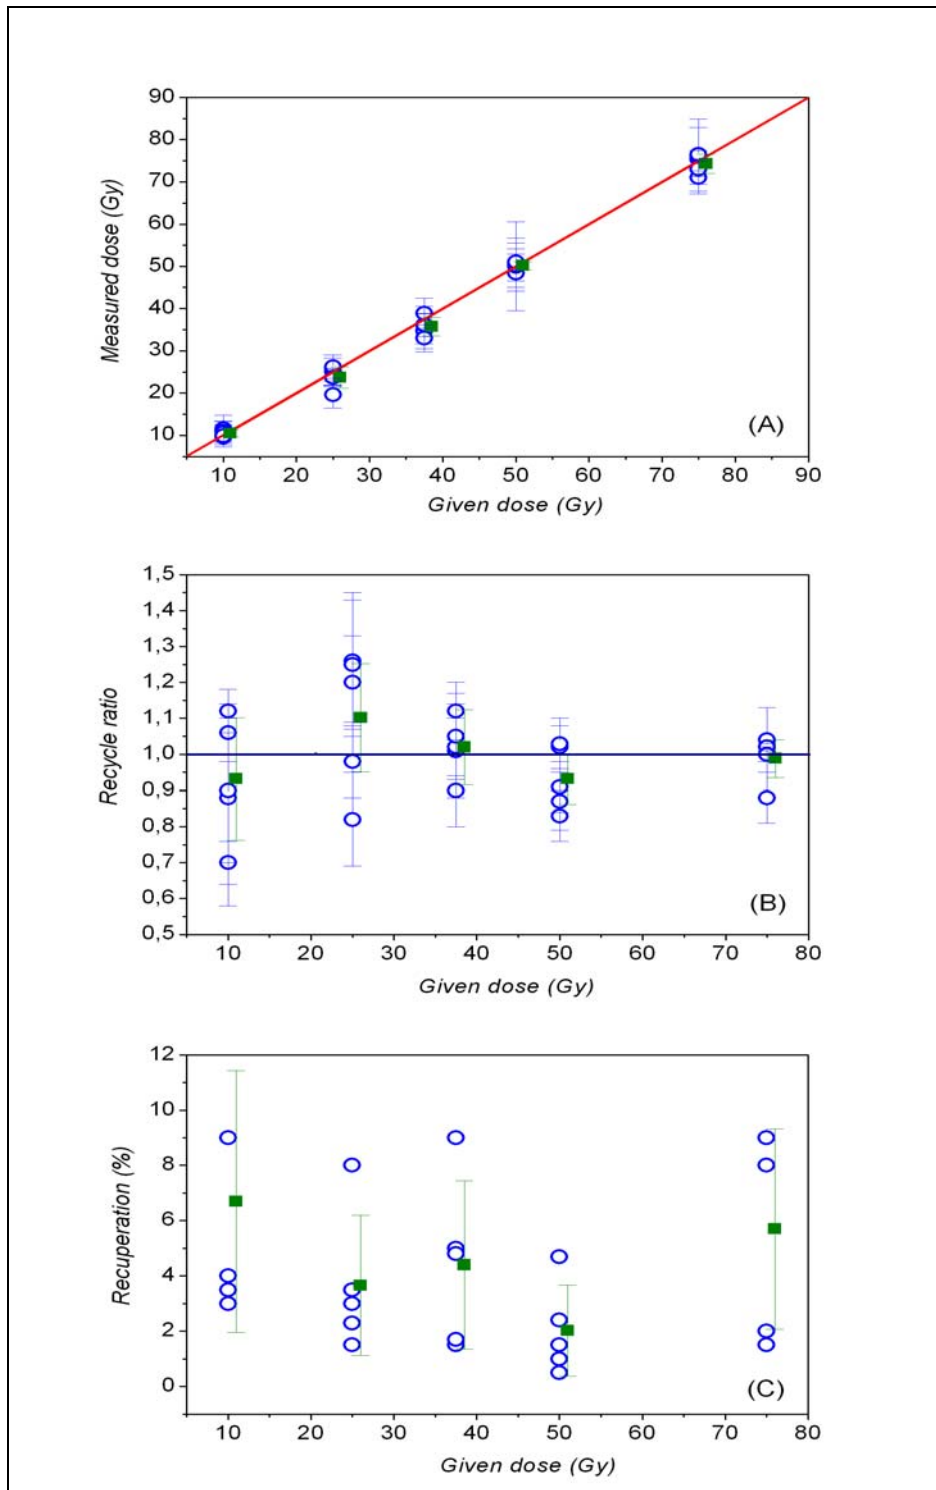 90
80
70
60
50
40
30
20
10
Measured dose (Gy)
(A)
10 20 30 40 50 60 70 80 90
Given dose (Gy)
1,5
1,4
1,3
1,2
1,1
1,0
0,9
0,8
0,7
0,6
0,5
Recycle ratio
(B)
10 20 30 40 50 60 70 80
Given dose (Gy)
12
10
8
6
4
2
0
Recuperation (%)
(C)
10 20 30 40 50 60 70 80
Given dose (Gy)